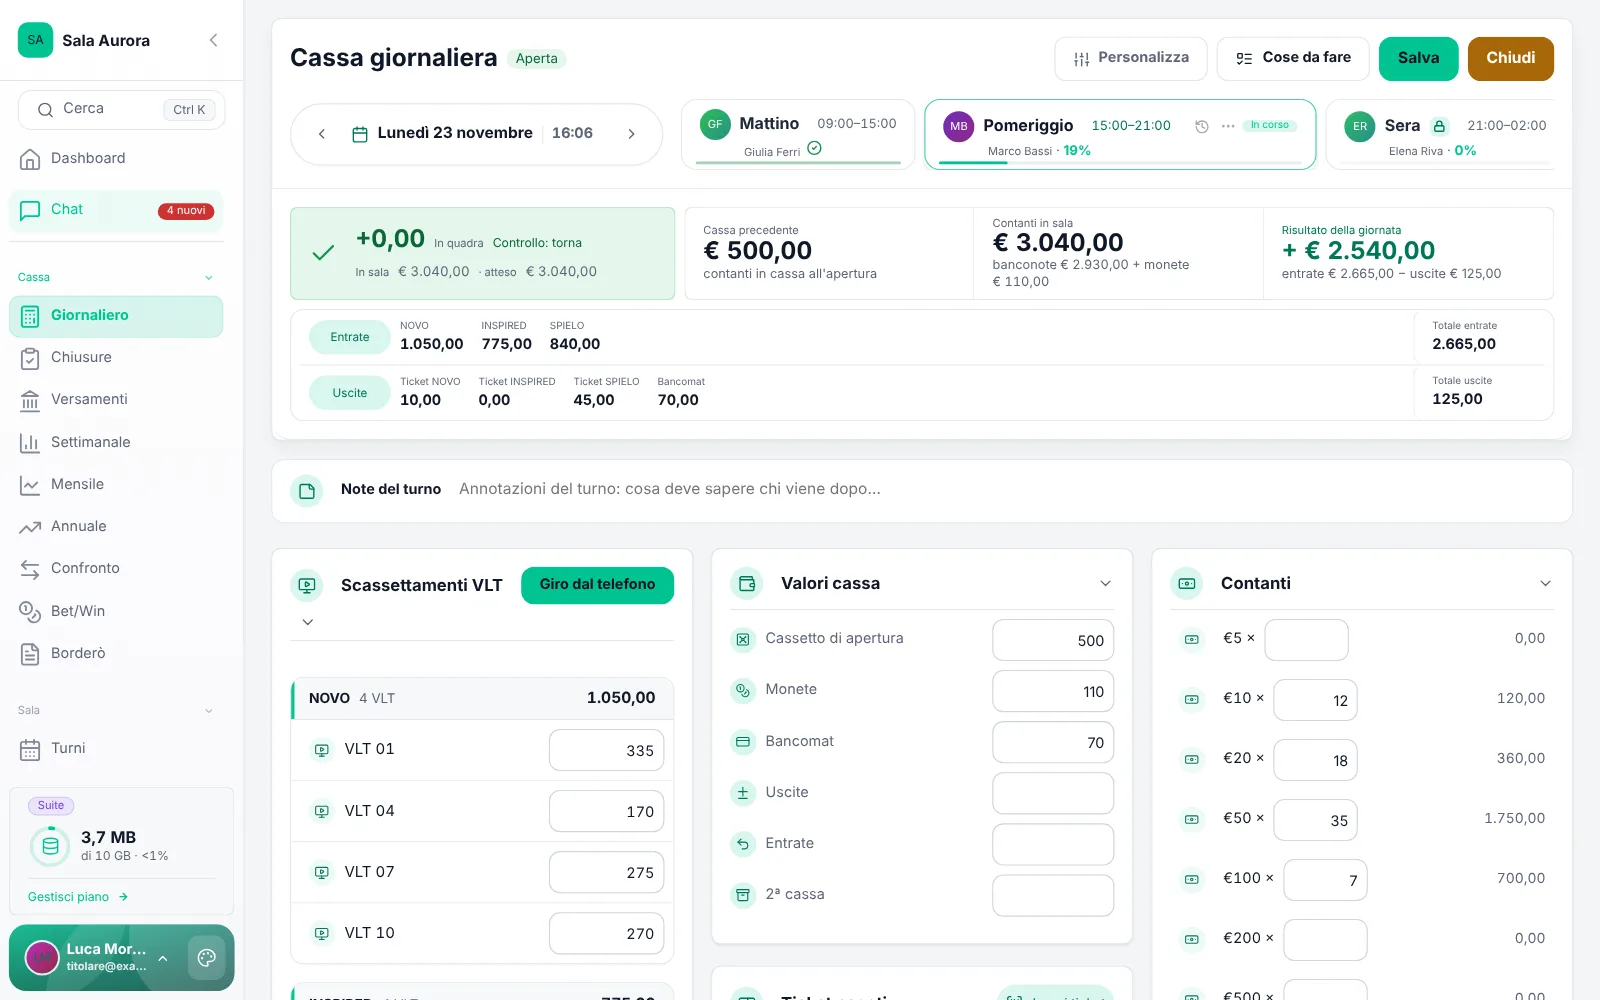 SA
Sala Aurora
Cerca
Ctrl K
Dashboard
Chat
4 nuovi
Cassa
Giornaliero
Chiusure
Versamenti
Settimanale
Mensile
Annuale
Confronto
Bet/Win
Borderò
Sala
Turni
Suite
3,7 MB
di 10 GB · <1%
Gestisci piano →
LM
Luca Mor...
titolare@exa...
Cassa giornaliera
Aperta
Personalizza
Cose da fare
Salva
Chiudi
Lunedì 23 novembre
16:06
GF
Mattino
09:00–15:00
Giulia Ferri
MB
Pomeriggio
15:00–21:00
In corso
Marco Bassi · 19%
ER
Sera
21:00–02:00
Elena Riva · 0%
+0,00 In quadra Controllo: torna
In sala € 3.040,00 · atteso € 3.040,00
Cassa precedente
€ 500,00
contanti in cassa all'apertura
Contanti in sala
€ 3.040,00
banconote € 2.930,00 + monete
€ 110,00
Risultato della giornata
+ € 2.540,00
entrate € 2.665,00 − uscite € 125,00
Entrate
NOVO
1.050,00
INSPIRED
775,00
SPIELO
840,00
Totale entrate
2.665,00
Uscite
Ticket NOVO
10,00
Ticket INSPIRED
0,00
Ticket SPIELO
45,00
Bancomat
70,00
Totale uscite
125,00
Note del turno
Annotazioni del turno: cosa deve sapere chi viene dopo...
Scassettamenti VLT
Giro dal telefono
NOVO 4 VLT 1.050,00
VLT 01 335
VLT 04 170
VLT 07 275
VLT 10 270
Valori cassa
Cassetto di apertura 500
Monete 110
Bancomat 70
Uscite
Entrate
2ª cassa
Contanti
€5 × 0,00
€10 × 12 120,00
€20 × 18 360,00
€50 × 35 1.750,00
€100 × 7 700,00
€200 × 0,00
€500 × 0,00